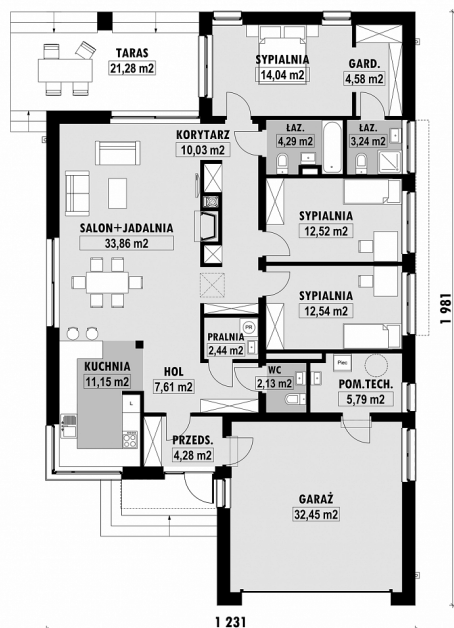 TARAS
21,28 m2
SYPIALNIA
14,04 m2
GARD.
4,58 m2
KORYTARZ
10,03 m2
ŁAZ.
4,29 m2
ŁAZ.
3,24 m2
SALON+JADALNIA
33,86 m2
SYPIALNIA
12,52 m2
SYPIALNIA
12,54 m2
PR
PRALNIA
2,44 m2
KUCHNIA
11,15 m2
HOL
7,61 m2
WC
2,13 m2
Piec
POM.TECH.
5,79 m2
L
PRZEDS.
4,28 m2
GARAŻ
32,45 m2
1 981
1 231